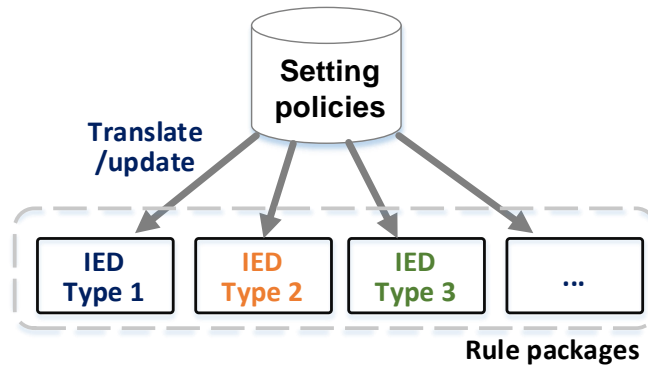 Setting
policies
Translate
/update
IED
Type 1
IED
Type 2
IED
Type 3
...
Rule packages